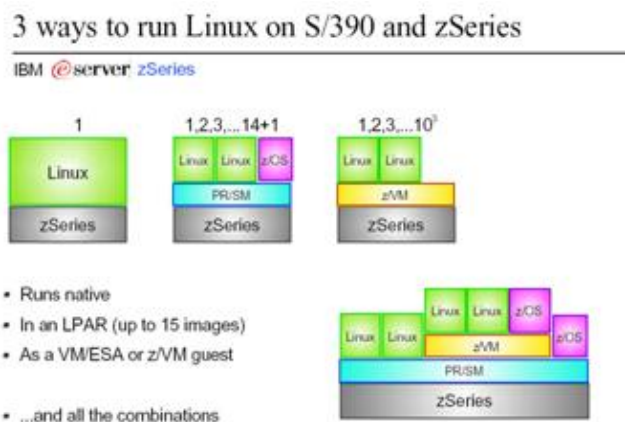 3 ways to run Linux on S/390 and zSeries
IBM @server zSeries
1
1,2,3,...14+1
1,2,3,...10³
Linux
Linux Linux z/OS
Linux Linux
PR/SM
z/VM
zSeries
zSeries
zSeries
• Runs native
• In an LPAR (up to 15 images)
• As a VM/ESA or z/VM guest
• ...and all the combinations
Linux Linux z/OS
Linux Linux
z/VM
z/OS
PR/SM
zSeries